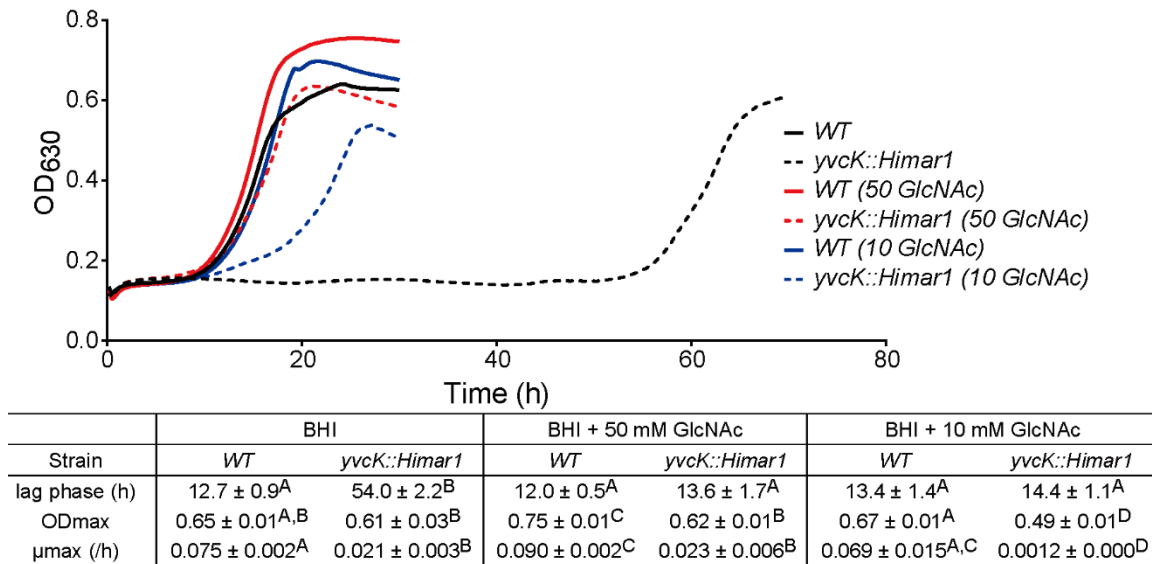 0.8
0.6
0.4
0.2
0.0
OD630
0 20 40 60 80
Time (h)
WT
yvcK::Himar1
WT (50 GlcNAc)
yvcK::Himar1 (50 GlcNAc)
WT (10 GlcNAc)
yvcK::Himar1 (10 GlcNAc)
BHI BHI + 50 mM GlcNAc BHI + 10 mM GlcNAc
Strain WT yvcK::Himar1 WT yvcK::Himar1 WT yvcK::Himar1
lag phase (h) 12.7 ± 0.9A 54.0 ± 2.2B 12.0 ± 0.5A 13.6 ± 1.7A 13.4 ± 1.4A 14.4 ± 1.1A
ODmax 0.65 ± 0.01A,B 0.61 ± 0.03B 0.75 ± 0.01C 0.62 ± 0.01B 0.67 ± 0.01A 0.49 ± 0.01D
µmax (/h) 0.075 ± 0.002A 0.021 ± 0.003B 0.090 ± 0.002C 0.023 ± 0.006B 0.069 ± 0.015A,C 0.0012 ± 0.000D